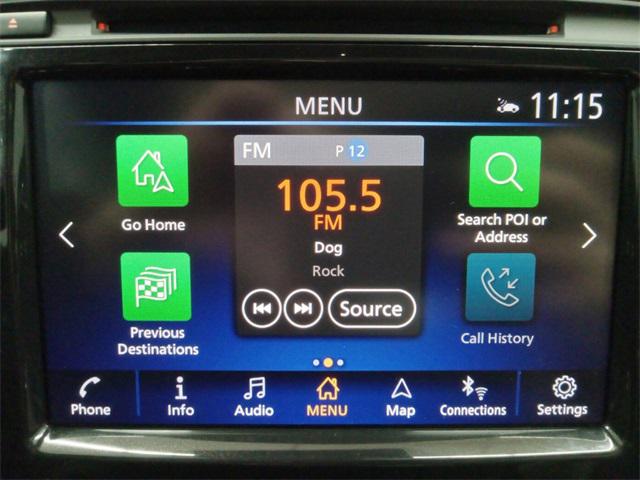 MENU
11:15
Go Home
FM
P 12
105.5
FM
Dog
Rock
Source
Search POI or
Address
Previous
Destinations
Call History
Phone
Info
Audio
MENU
Map
Connections
Settings